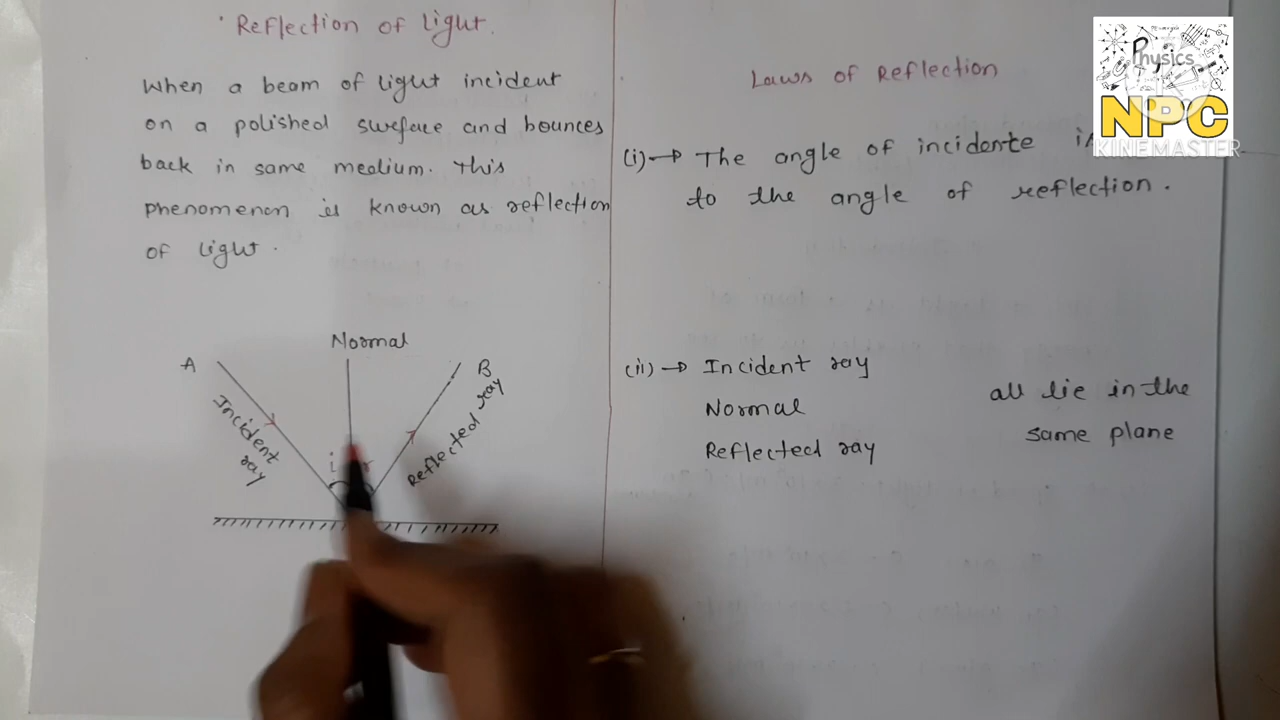 Reflection of Light.
When a beam of light incident
on a polished surface and bounces
back in same medium. This
phenomenon is known as reflection
of light.
Normal
A
B
Incident
ray
Reflected ray
i
r
Laws of Reflection
(i)→ The angle of incidente
to the angle of reflection.
(ii)→ Incident ray
Normal
Reflected ray
all lie in the
same plane
Physics
NPC
KINEMASTER